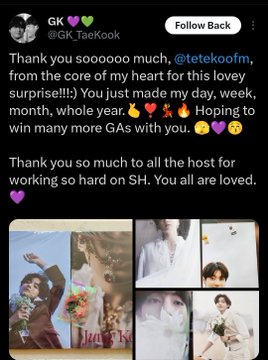 GK 💜💚
@GK_TaeKook
Follow Back
Thank you soooooo much, @tetekoofm,
from the core of my heart for this lovey
surprise!!!:) You just made my day, week,
month, whole year.🫰❣️💃🔥 Hoping to
win many more GAs with you. 🫣💜😚
Thank you so much to all the host for
working so hard on SH. You all are loved.
💜
Jung Ko